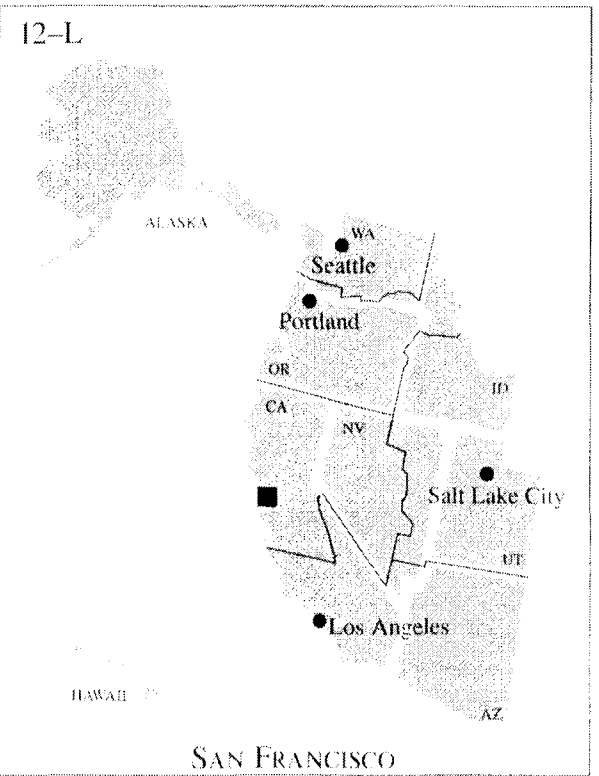 12–L
ALASKA
WA
Seattle
Portland
OR
ID
CA
NV
Salt Lake City
UT
Los Angeles
HAWAII
AZ
SAN FRANCISCO